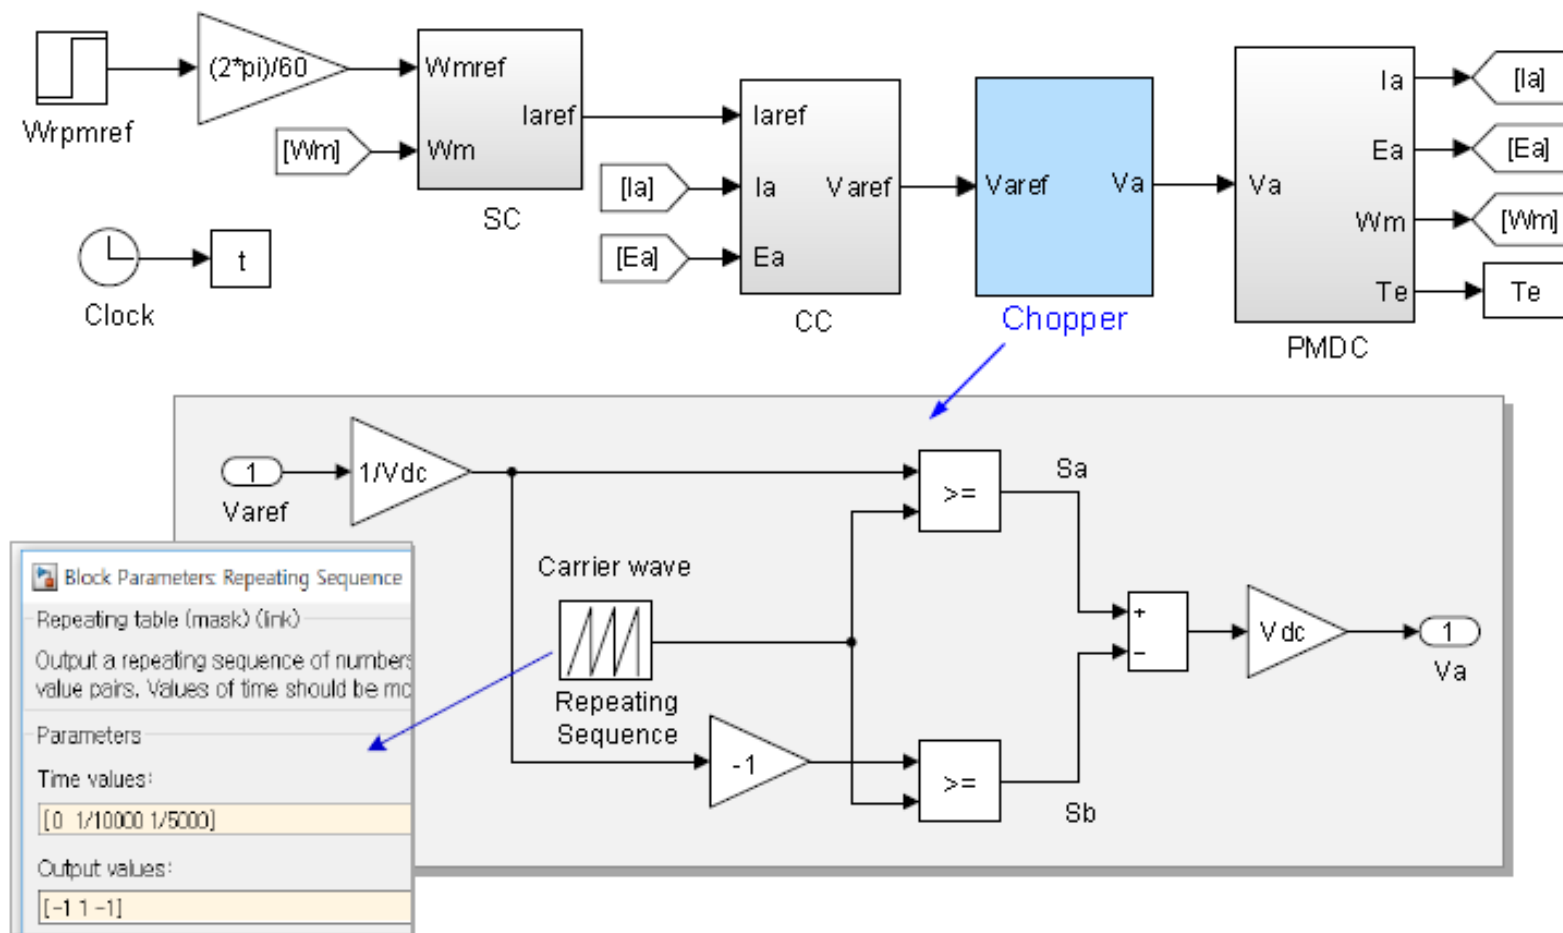 Wrpmref
(2*pi)/60
Wmref
Iaref
[Wm]
Wm
SC
Clock
t
Iaref
[Ia]
Ia
Varef
[Ea]
Ea
CC
Varef
Va
Chopper
Va
Ia
Ea
Wm
Te
PMDC
[Ia]
[Ea]
[Wm]
Te
1
Varef
1/Vdc
>=
Sa
Carrier wave
Repeating
Sequence
-1
>=
Sb
+
−
Vdc
1
Va
Block Parameters: Repeating Sequence
Repeating table (mask) (link)
Output a repeating sequence of numbers
value pairs. Values of time should be mo
Parameters
Time values:
[0 1/10000 1/5000]
Output values:
[-1 1 -1]